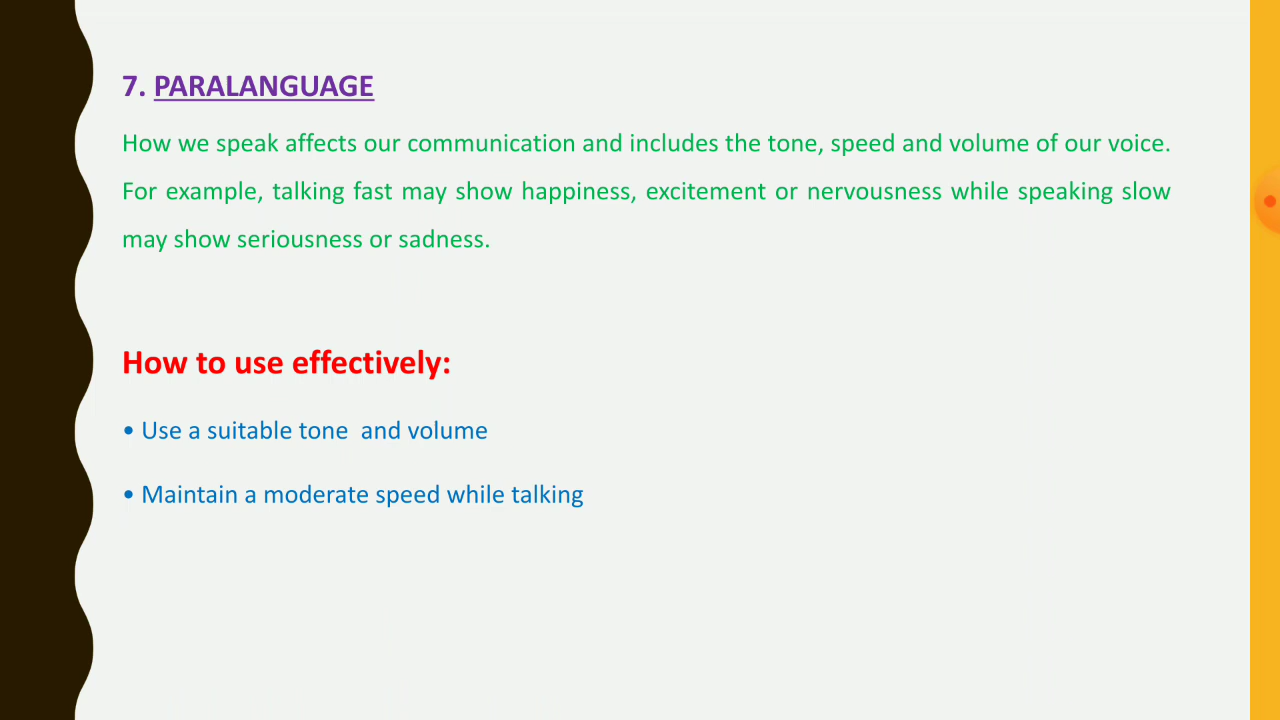 7. PARALANGUAGE
How we speak affects our communication and includes the tone, speed and volume of our voice.
For example, talking fast may show happiness, excitement or nervousness while speaking slow
may show seriousness or sadness.
How to use effectively:
• Use a suitable tone  and volume
• Maintain a moderate speed while talking